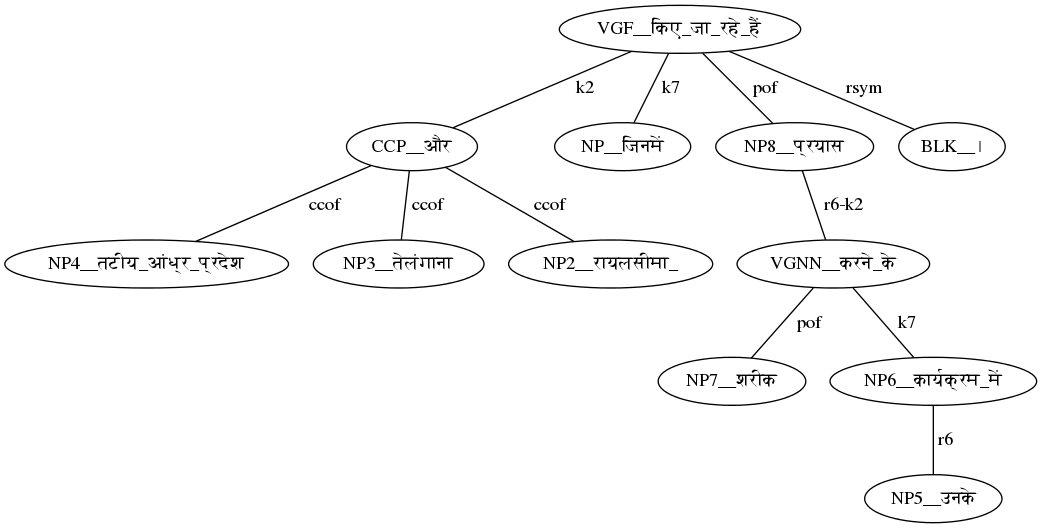 VGF__किए_जा_रहे_हैं
k2 k7 pof rsym
CCP__और NP__जिनमें NP8__प्रयास BLK__।
ccof ccof ccof r6-k2
NP4__तटीय_आंध्र_प्रदेश NP3__तेलंगाना NP2__रायलसीमा_ VGNN__करने_के
pof k7
NP7__शरीक NP6__कार्यक्रम_में
r6
NP5__उनके